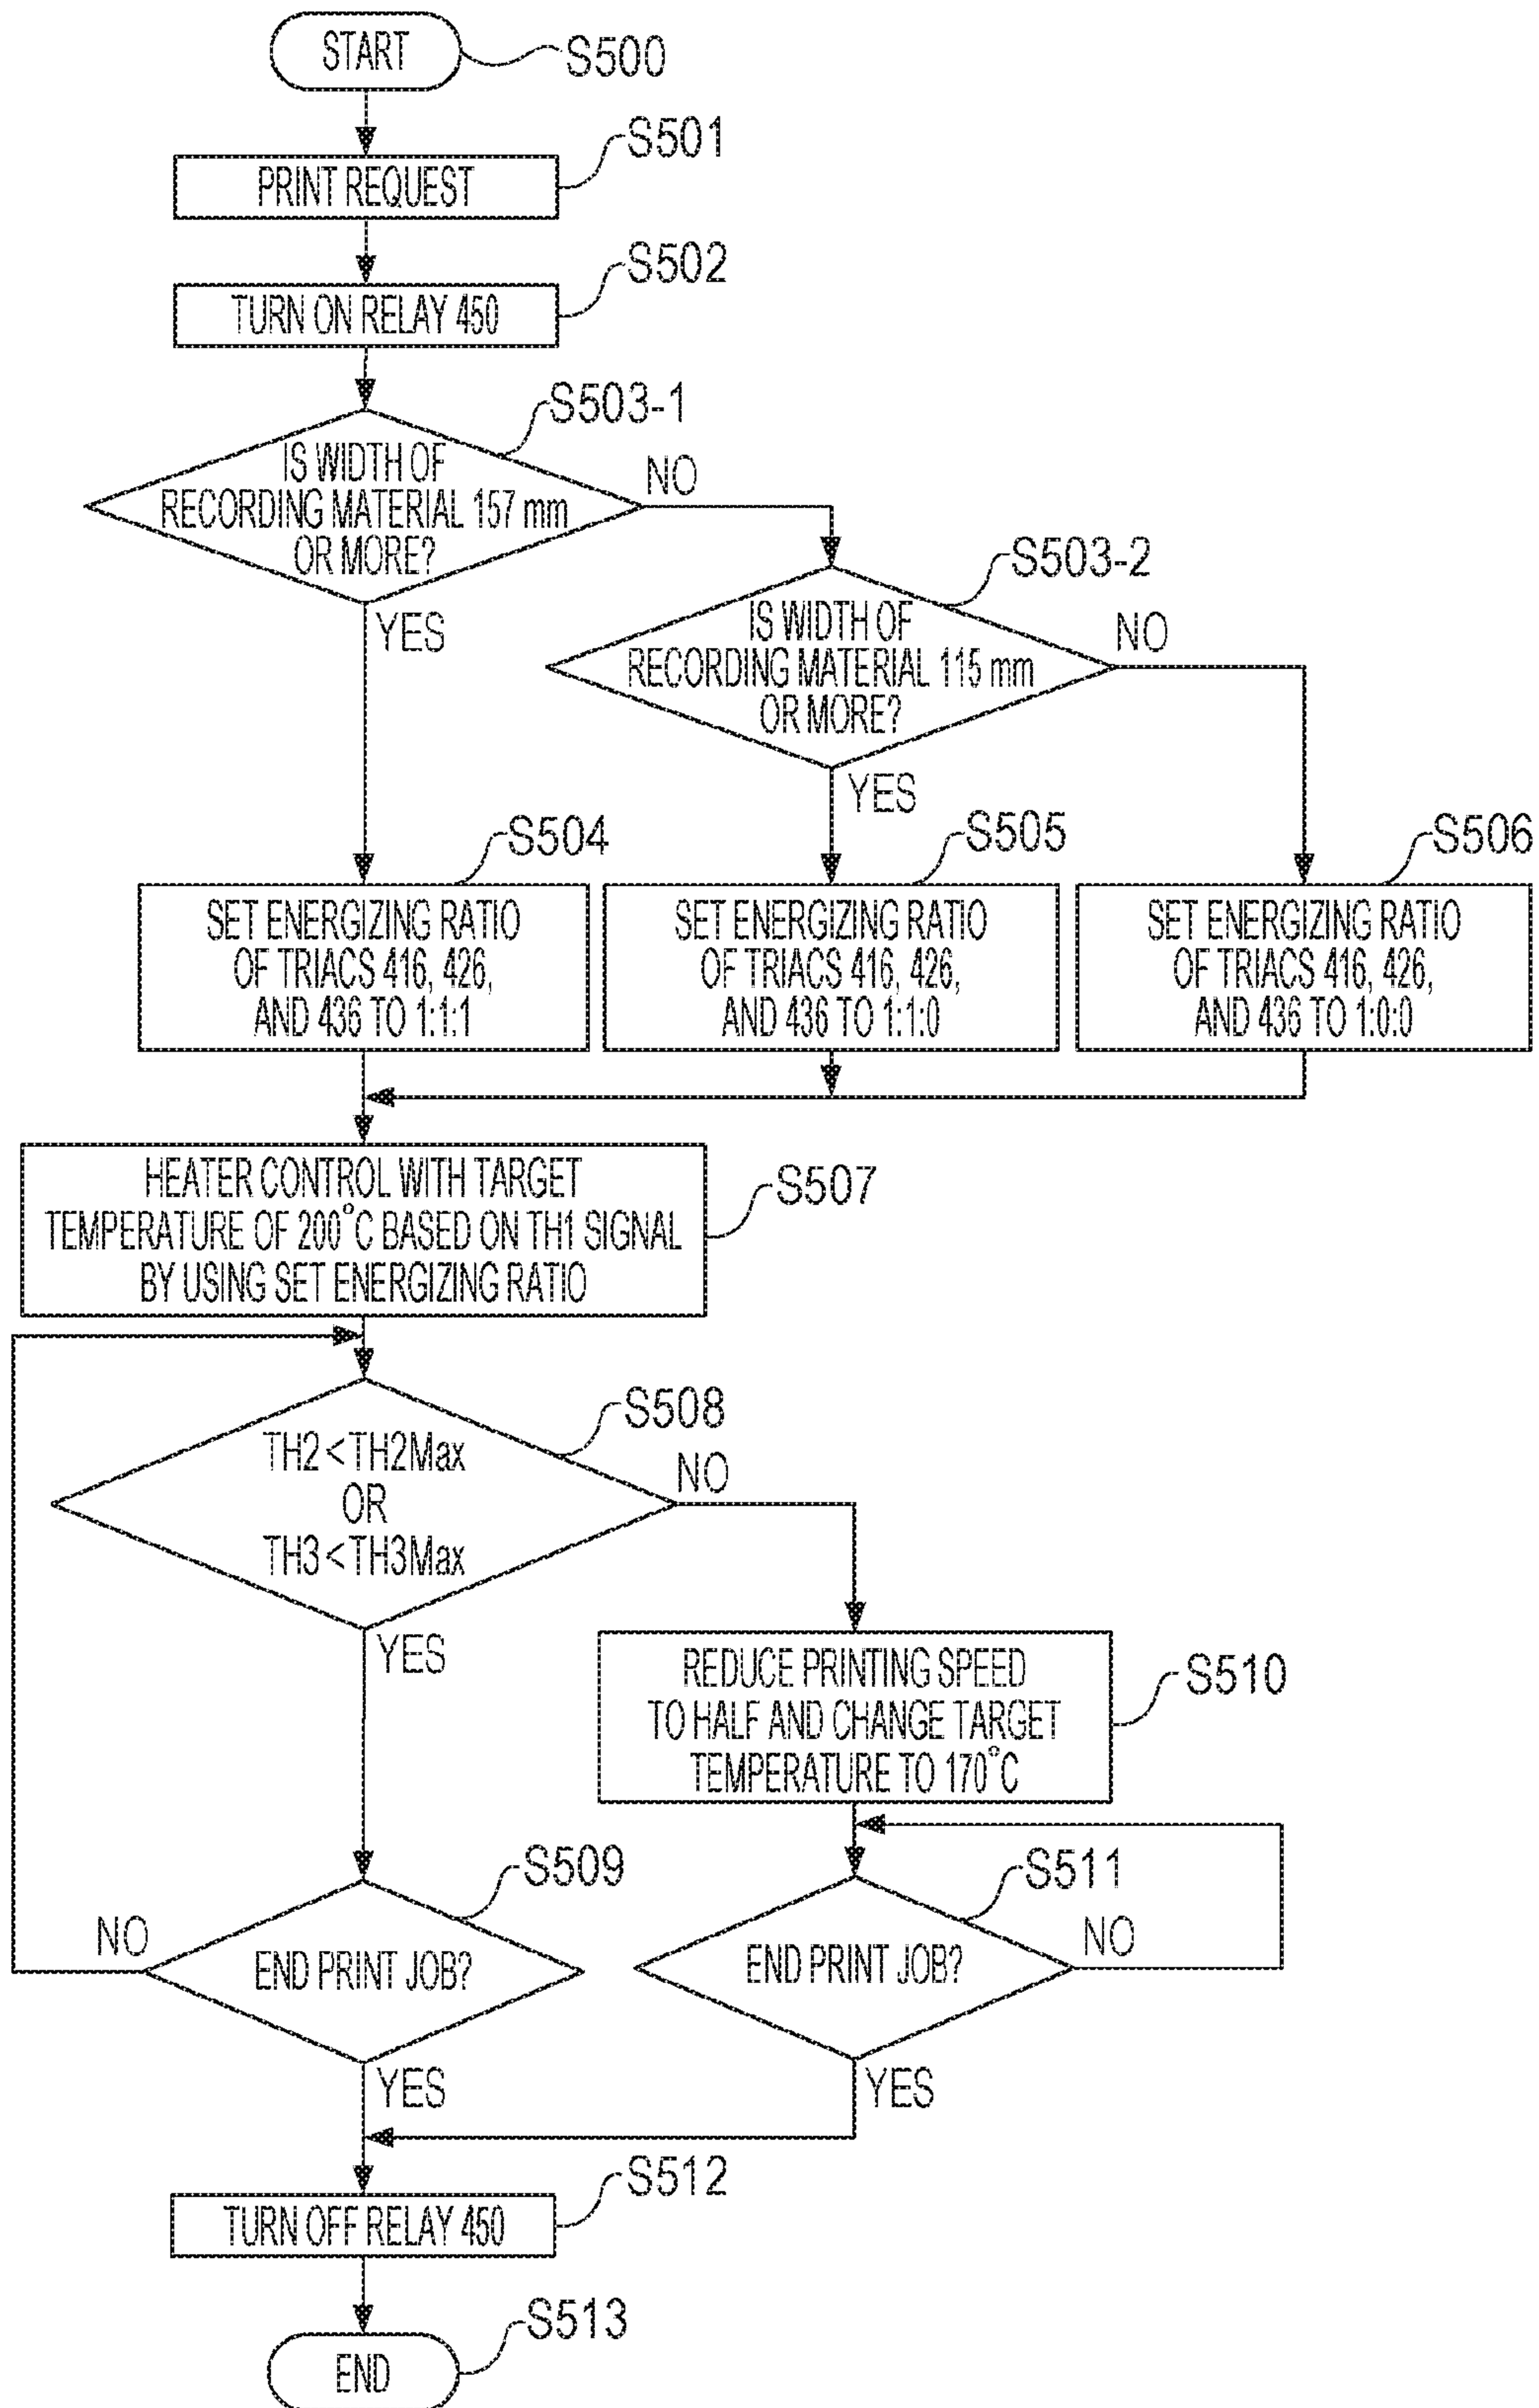 START
S500
S501
PRINT REQUEST
S502
TURN ON RELAY 450
S503-1
IS WIDTH OF
RECORDING MATERIAL 157 mm
OR MORE?
NO
YES
S503-2
IS WIDTH OF
RECORDING MATERIAL 115 mm
OR MORE?
NO
YES
S504
SET ENERGIZING RATIO
OF TRIACS 416, 426,
AND 436 TO 1:1:1
S505
SET ENERGIZING RATIO
OF TRIACS 416, 426,
AND 436 TO 1:1:0
S506
SET ENERGIZING RATIO
OF TRIACS 416, 426,
AND 436 TO 1:0:0
HEATER CONTROL WITH TARGET
TEMPERATURE OF 200°C BASED ON TH1 SIGNAL
BY USING SET ENERGIZING RATIO
S507
S508
TH2 < TH2Max
OR
TH3 < TH3Max
NO
YES
REDUCE PRINTING SPEED
TO HALF AND CHANGE TARGET
TEMPERATURE TO 170°C
S510
S509
END PRINT JOB?
NO
YES
S511
END PRINT JOB?
NO
YES
S512
TURN OFF RELAY 450
S513
END